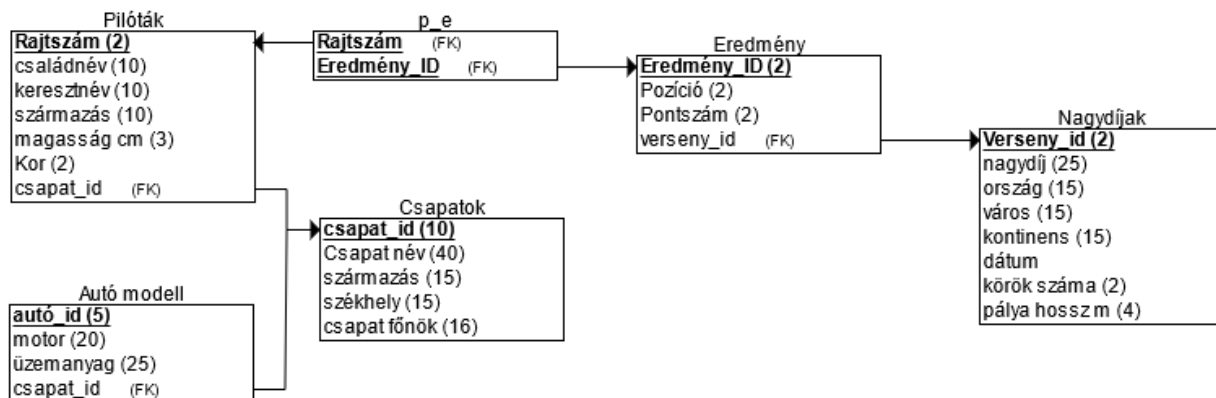 Pilóták
Rajtszám (2)
családnév (10)
keresztnév (10)
származás (10)
magasság cm (3)
Kor (2)
csapat_id (FK)
p_e
Rajtszám (FK)
Eredmény_ID (FK)
Eredmény
Eredmény_ID (2)
Pozíció (2)
Pontszám (2)
verseny_id (FK)
Nagydíjak
Verseny_id (2)
nagydíj (25)
ország (15)
város (15)
kontinens (15)
dátum
körök száma (2)
pálya hossz m (4)
Csapatok
csapat_id (10)
Csapat név (40)
származás (15)
székhely (15)
csapat főnök (16)
Autó modell
autó_id (5)
motor (20)
üzemanyag (25)
csapat_id (FK)